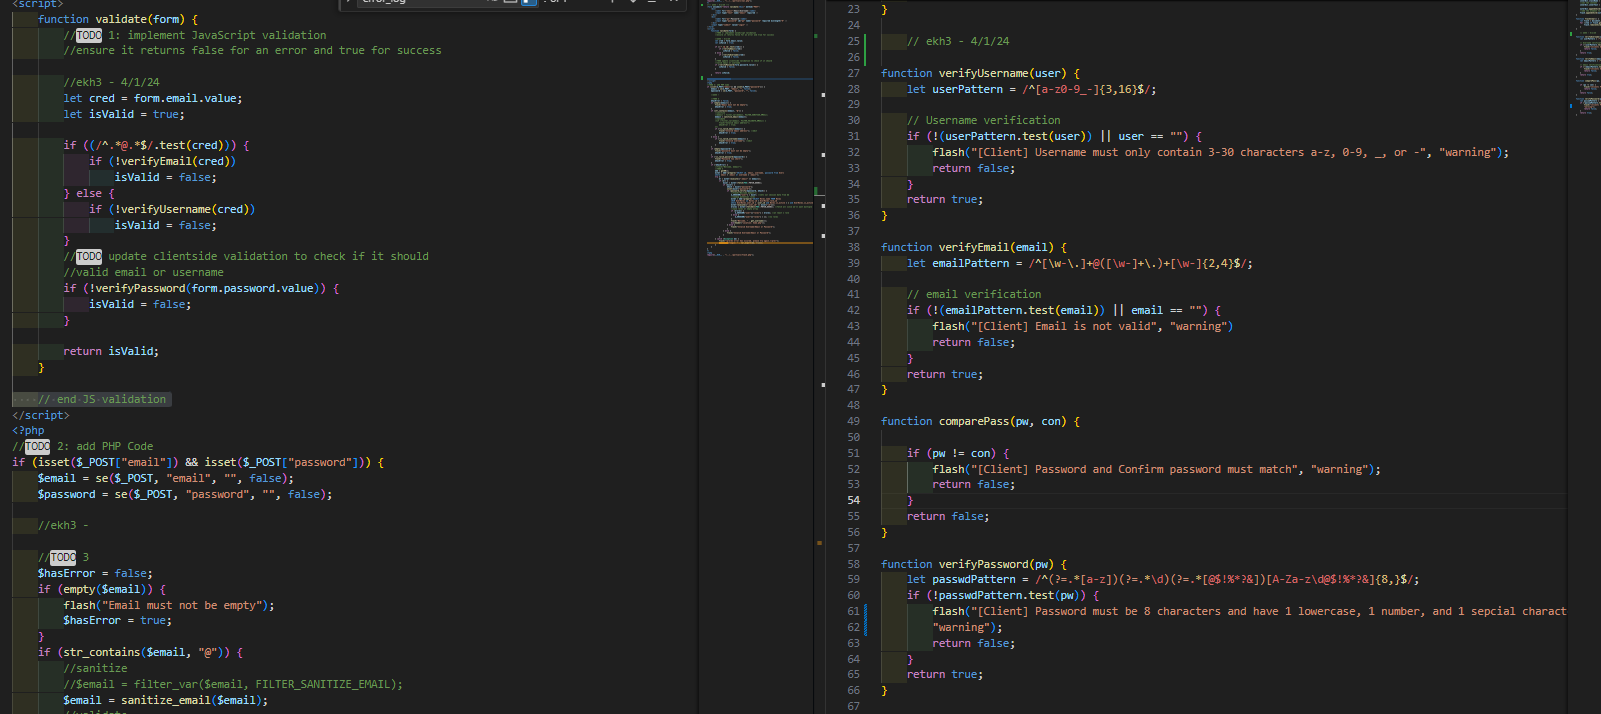 <script>
function validate(form) {
//TODO 1: implement JavaScript validation
//ensure it returns false for an error and true for success
//ekh3 - 4/1/24
let cred = form.email.value;
let isValid = true;
if ((/^.*@.*$/.test(cred))) {
if (!verifyEmail(cred))
isValid = false;
} else {
if (!verifyUsername(cred))
isValid = false;
}
//TODO update clientside validation to check if it should
//valid email or username
if (!verifyPassword(form.password.value)) {
isValid = false;
}
return isValid;
}
// end JS validation
</script>
<?php
//TODO 2: add PHP Code
if (isset($_POST["email"]) && isset($_POST["password"])) {
$email = se($_POST, "email", "", false);
$password = se($_POST, "password", "", false);
//ekh3 -
//TODO 3
$hasError = false;
if (empty($email)) {
flash("Email must not be empty");
$hasError = true;
}
if (str_contains($email, "@")) {
//sanitize
//$email = filter_var($email, FILTER_SANITIZE_EMAIL);
$email = sanitize_email($email);
//validate
23 }
24
25 // ekh3 - 4/1/24
26
27 function verifyUsername(user) {
28 let userPattern = /^[a-z0-9_-]{3,16}$/;
29
30 // Username verification
31 if (!(userPattern.test(user)) || user == "") {
32 flash("[Client] Username must only contain 3-30 characters a-z, 0-9, _, or -", "warning");
33 return false;
34 }
35 return true;
36 }
37
38 function verifyEmail(email) {
39 let emailPattern = /^[\w-\.]+@([\w-]+\.)+[\w-]{2,4}$/;
40
41 // email verification
42 if (!(emailPattern.test(email)) || email == "") {
43 flash("[Client] Email is not valid", "warning")
44 return false;
45 }
46 return true;
47 }
48
49 function comparePass(pw, con) {
50
51 if (pw != con) {
52 flash("[Client] Password and Confirm password must match", "warning");
53 return false;
54 }
55 return false;
56 }
57
58 function verifyPassword(pw) {
59 let passwdPattern = /^(?=.*[a-z])(?=.*\d)(?=.*[@$!%*?&])[A-Za-z\d@$!%*?&]{8,}$/;
60 if (!passwdPattern.test(pw)) {
61 flash("[Client] Password must be 8 characters and have 1 lowercase, 1 number, and 1 sepcial charact
62 "warning");
63 return false;
64 }
65 return true;
66 }
67